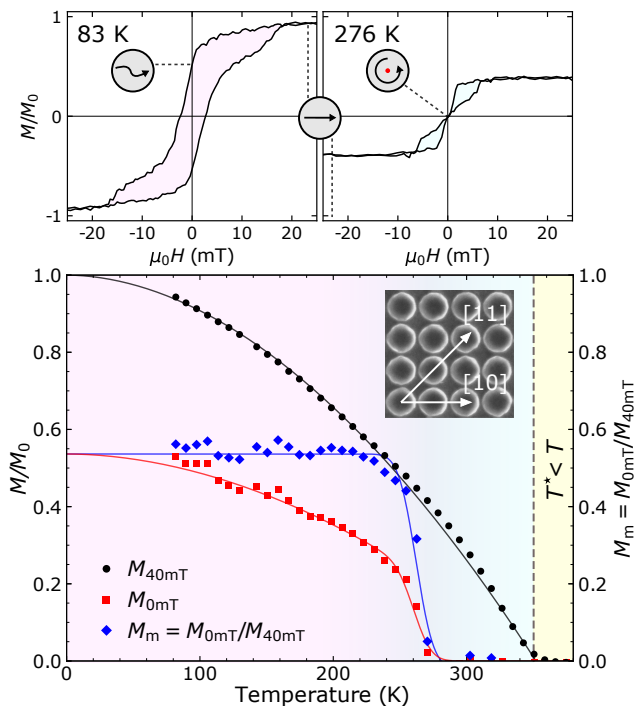 83 K
276 K
M/M₀
1
0
-1
-20
-10
0
10
20
-20
-10
0
10
20
μ₀H (mT)
μ₀H (mT)
1.0
0.8
0.6
0.4
0.2
0.0
M/M₀
1.0
0.8
0.6
0.4
0.2
0.0
Mₘ = M₀ₘT/M₄₀ₘT
[11]
[10]
T* < T
M₄₀ₘT
M₀ₘT
Mₘ = M₀ₘT/M₄₀ₘT
0
100
200
300
Temperature (K)